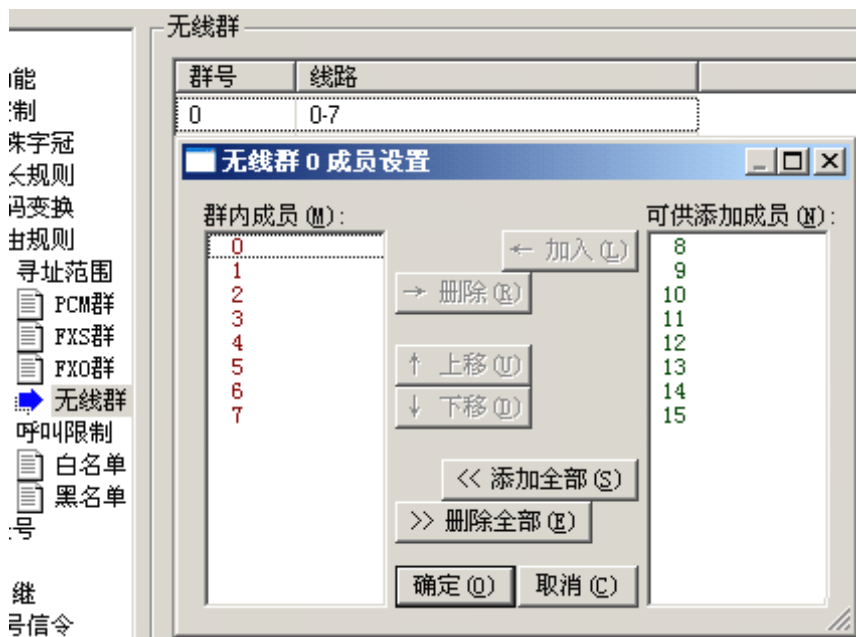 无线群
能
制
殊字冠
长规则
码变换
由规则
寻址范围
PCM群
FXS群
FXO群
无线群
呼叫限制
白名单
黑名单
号
继
号信令
群号 线路
0 0-7
无线群 0 成员设置
群内成员(M):
0
1
2
3
4
5
6
7
← 加入(L)
→ 删除(R)
↑ 上移(U)
↓ 下移(D)
<< 添加全部(S)
>> 删除全部(E)
确定(O) 取消(C)
可供添加成员(N):
8
9
10
11
12
13
14
15